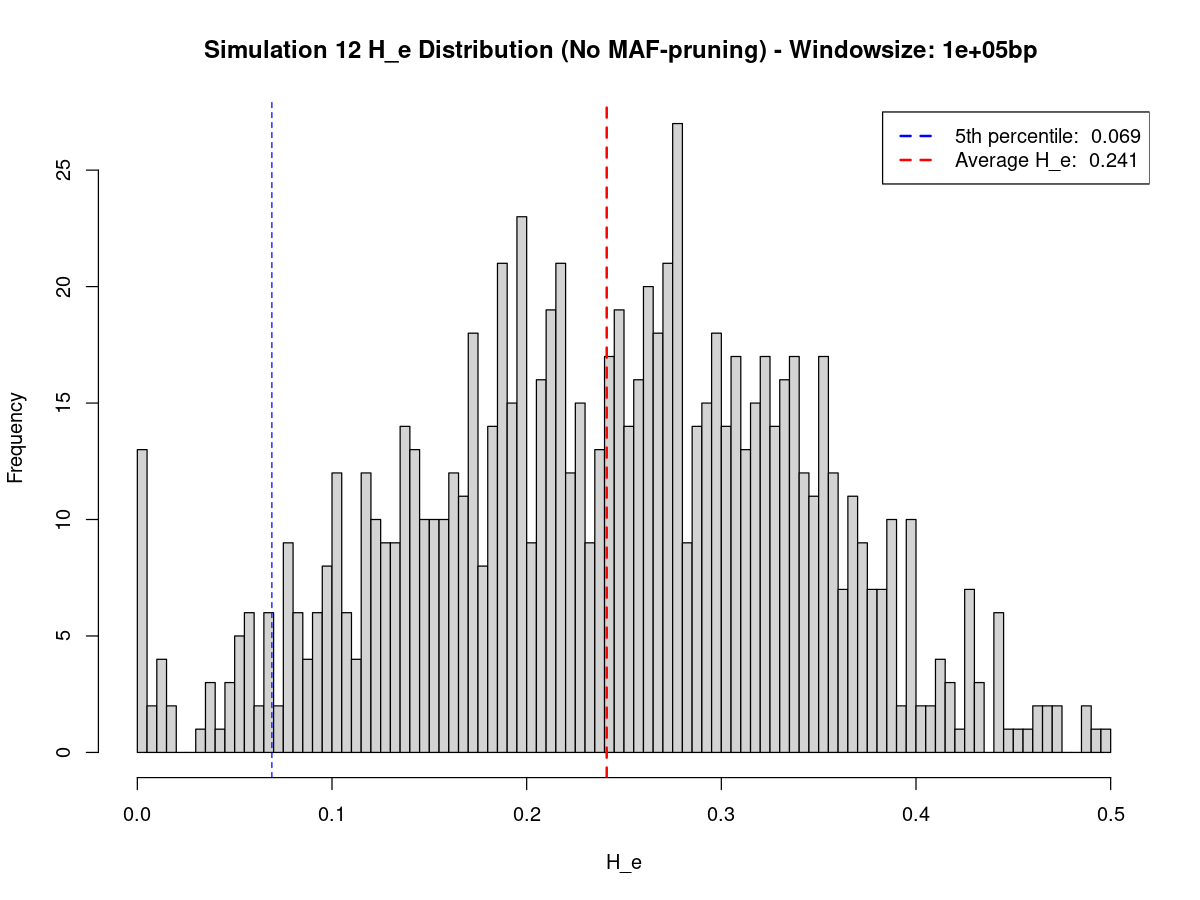 Simulation 12 H_e Distribution (No MAF-pruning) - Windowsize: 1e+05bp
5th percentile: 0.069
Average H_e: 0.241
Frequency
25
20
15
10
5
0
0.0 0.1 0.2 0.3 0.4 0.5
H_e